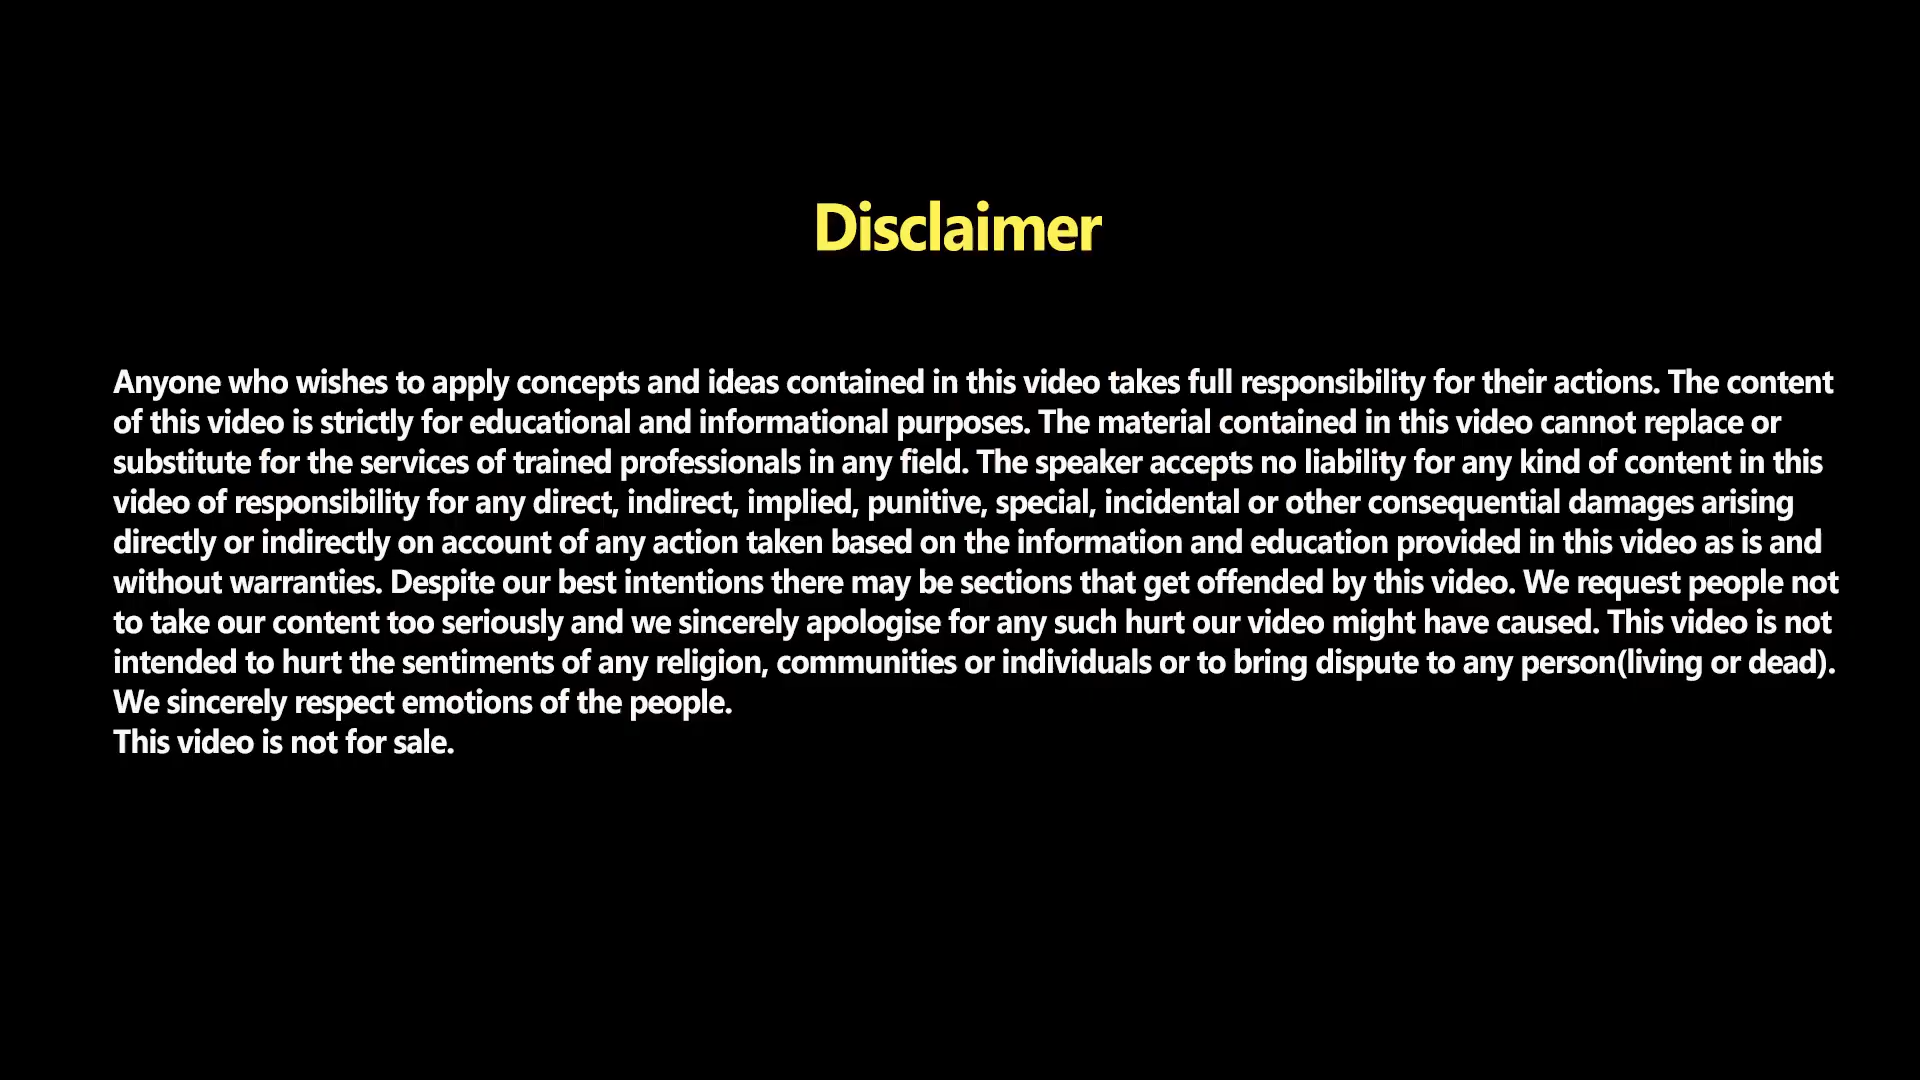 Disclaimer
Anyone who wishes to apply concepts and ideas contained in this video takes full responsibility for their actions. The content
of this video is strictly for educational and informational purposes. The material contained in this video cannot replace or
substitute for the services of trained professionals in any field. The speaker accepts no liability for any kind of content in this
video of responsibility for any direct, indirect, implied, punitive, special, incidental or other consequential damages arising
directly or indirectly on account of any action taken based on the information and education provided in this video as is and
without warranties. Despite our best intentions there may be sections that get offended by this video. We request people not
to take our content too seriously and we sincerely apologise for any such hurt our video might have caused. This video is not
intended to hurt the sentiments of any religion, communities or individuals or to bring dispute to any person(living or dead).
We sincerely respect emotions of the people.
This video is not for sale.